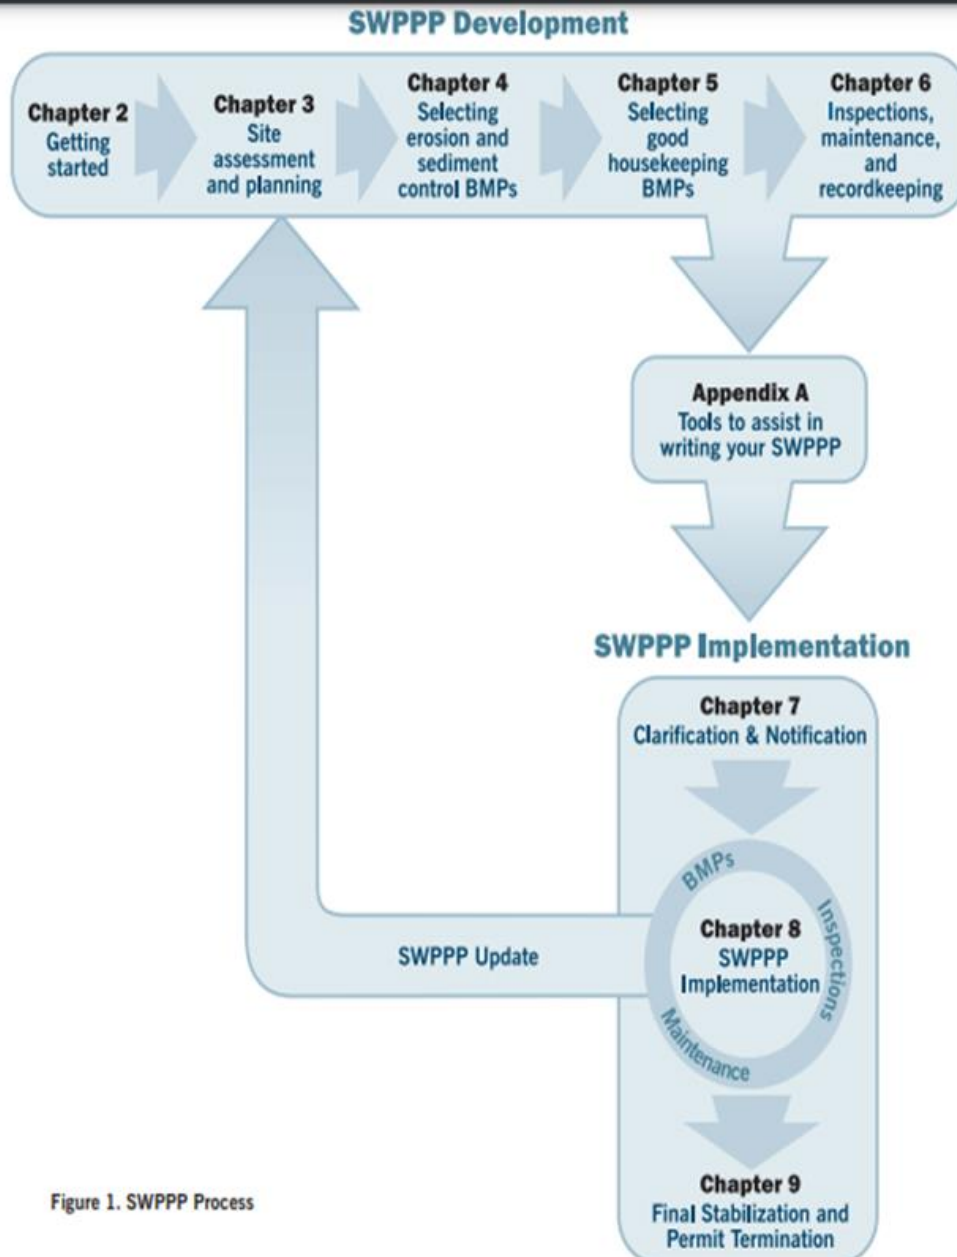 SWPPP Development
Chapter 2
Getting
started
Chapter 3
Site
assessment
and planning
Chapter 4
Selecting
erosion and
sediment
control BMPs
Chapter 5
Selecting
good
housekeeping
BMPs
Chapter 6
Inspections,
maintenance,
and
recordkeeping
Appendix A
Tools to assist in
writing your SWPPP
SWPPP Implementation
Chapter 7
Clarification & Notification
BMPs
Inspections
Maintenance
Chapter 8
SWPPP
Implementation
SWPPP Update
Chapter 9
Final Stabilization and
Permit Termination
Figure 1. SWPPP Process